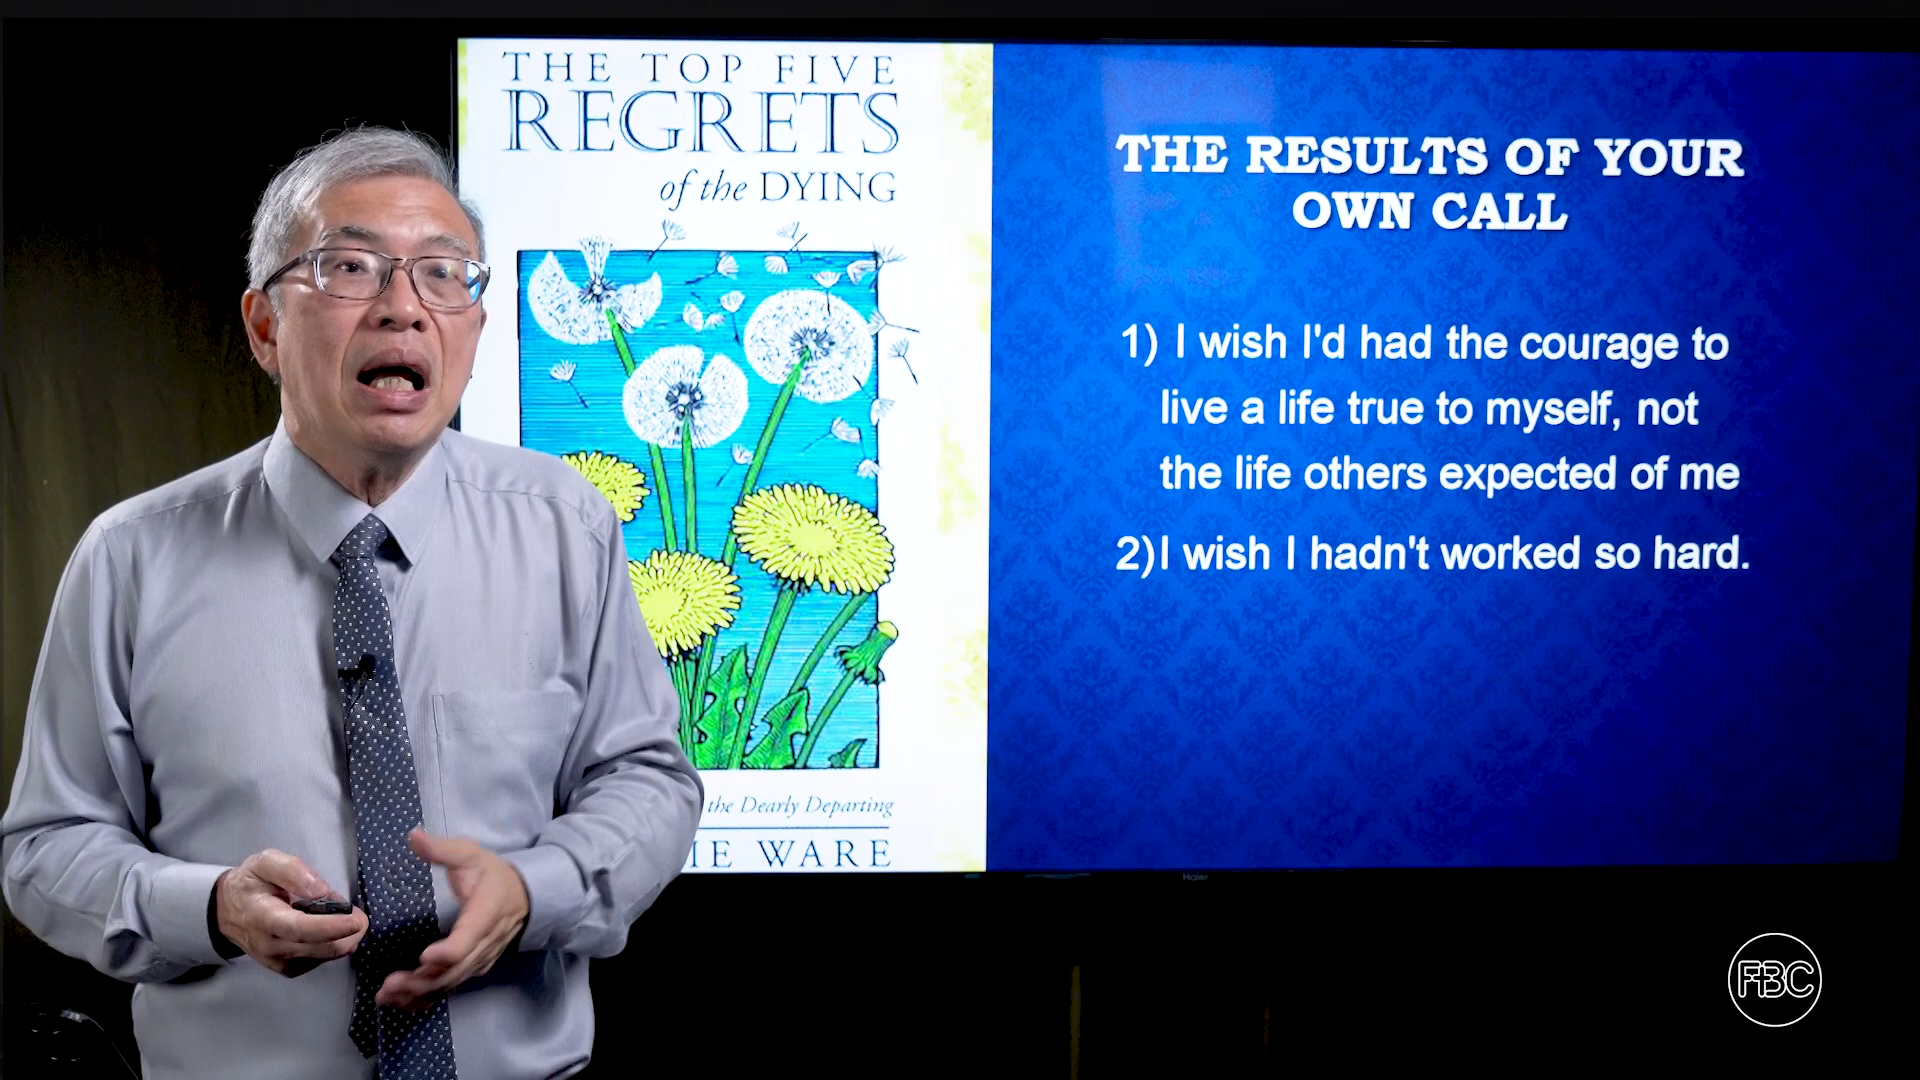 THE TOP FIVE
REGRETS
of the DYING
the Dearly Departing
IE WARE
THE RESULTS OF YOUR
OWN CALL
1) I wish I'd had the courage to
live a life true to myself, not
the life others expected of me
2)I wish I hadn't worked so hard.
Haier
FBC